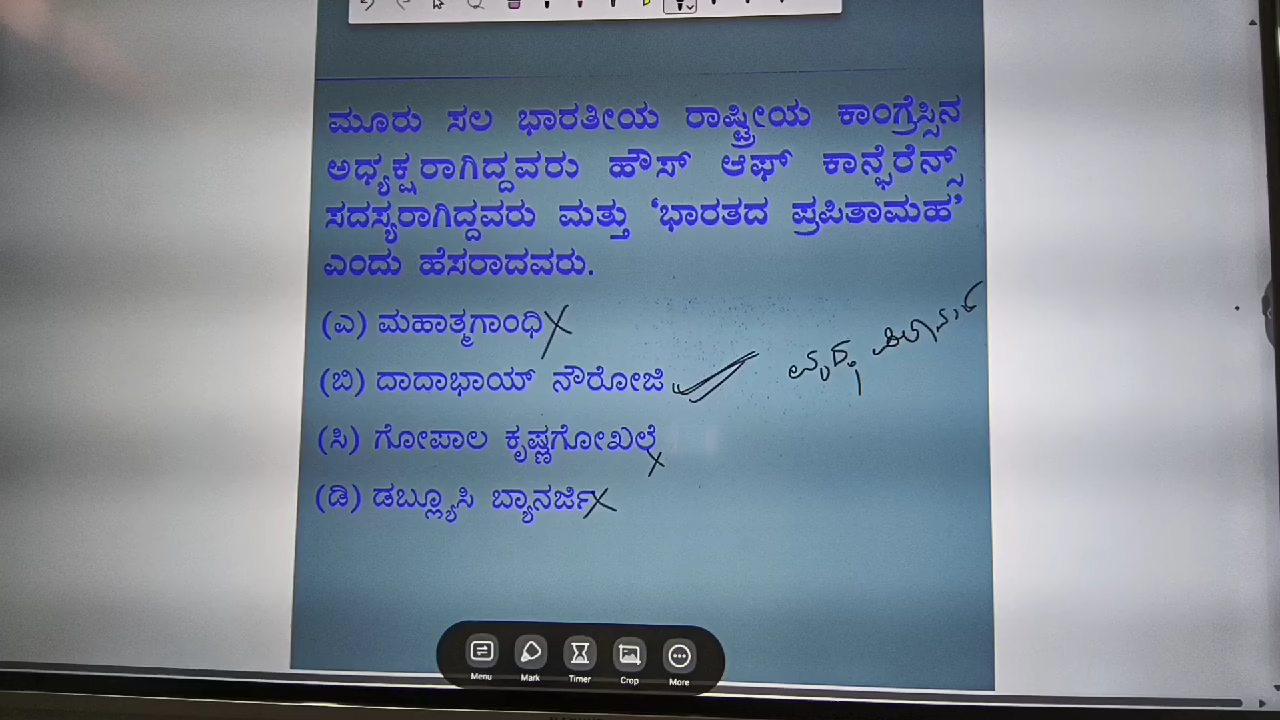 ಮೂರು ಸಲ ಭಾರತೀಯ ರಾಷ್ಟ್ರೀಯ ಕಾಂಗ್ರೆಸ್ಸಿನ
ಅಧ್ಯಕ್ಷರಾಗಿದ್ದವರು ಹೌಸ್ ಆಫ್ ಕಾನ್ಫೆರೆನ್ಸ್
ಸದಸ್ಯರಾಗಿದ್ದವರು ಮತ್ತು ‘ಭಾರತದ ಪ್ರಪಿತಾಮಹ’
ಎಂದು ಹೆಸರಾದವರು.
(ಎ) ಮಹಾತ್ಮಗಾಂಧಿ
(ಬಿ) ದಾದಾಭಾಯ್ ನೌರೋಜಿ
(ಸಿ) ಗೋಪಾಲ ಕೃಷ್ಣಗೋಖಲೆ
(ಡಿ) ಡಬ್ಲ್ಯೂಸಿ ಬ್ಯಾನರ್ಜಿ
Menu Mark Timer Crop More